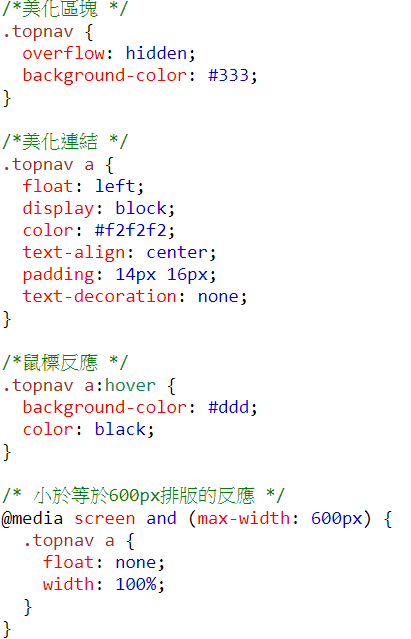 /*美化區塊 */
.topnav {
  overflow: hidden;
  background-color: #333;
}

/*美化連結 */
.topnav a {
  float: left;
  display: block;
  color: #f2f2f2;
  text-align: center;
  padding: 14px 16px;
  text-decoration: none;
}

/*鼠標反應 */
.topnav a:hover {
  background-color: #ddd;
  color: black;
}

/* 小於等於600px排版的反應 */
@media screen and (max-width: 600px) {
  .topnav a {
    float: none;
    width: 100%;
  }
}